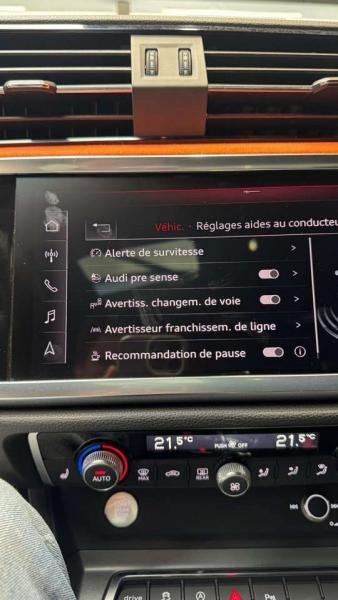 Véhic. · Réglages aides au conducteu
Alerte de survitesse >
Audi pre sense >
Avertiss. changem. de voie >
Avertisseur franchissem. de ligne >
Recommandation de pause
21,5°C PUSH OFF 21,5°C
AUTO
MAX
REAR
drive